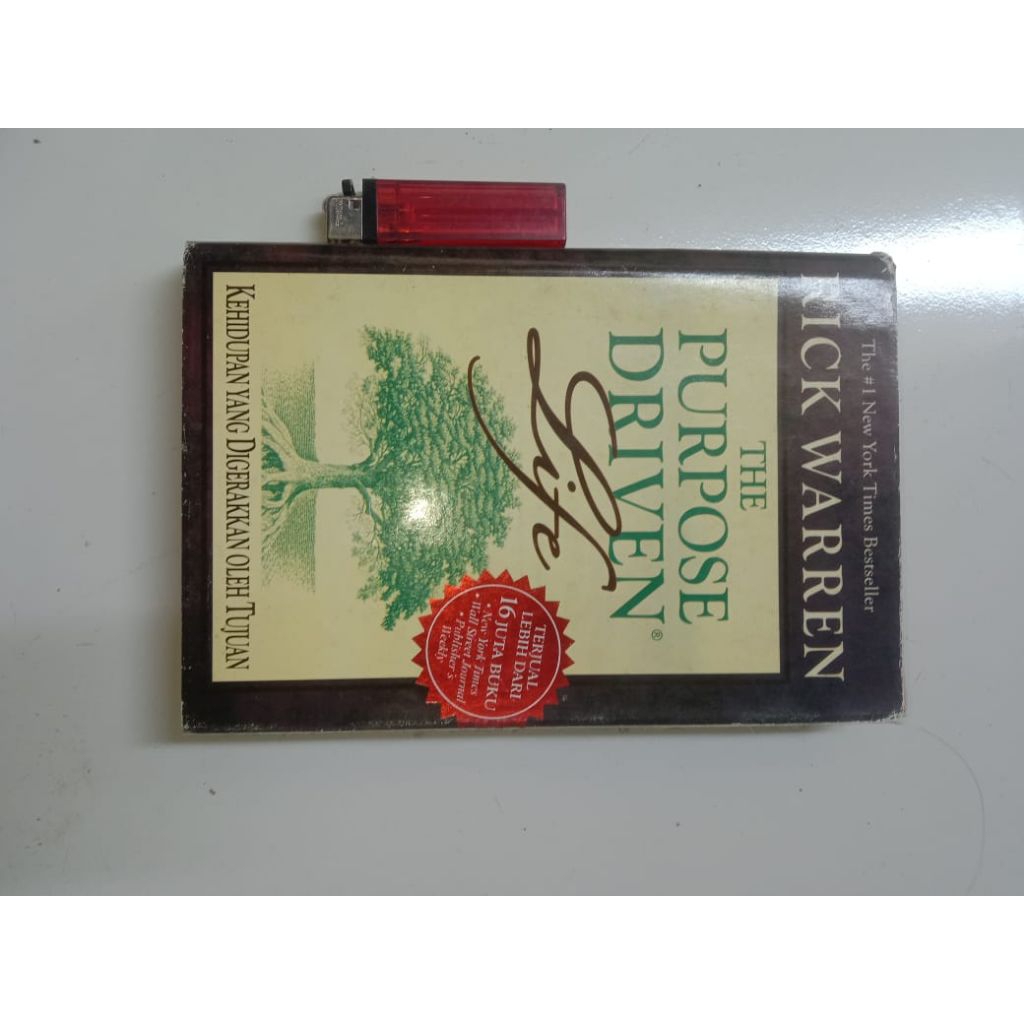 The #1 New York Times Bestseller
RICK WARREN
THE
PURPOSE
DRIVEN®
Life
TERJUAL
LEBIH DARI
16 JUTA BUKU
• New York Times
• Wall Street Journal
• Publisher's
Weekly
KEHIDUPAN YANG DIGERAKKAN OLEH TUJUAN